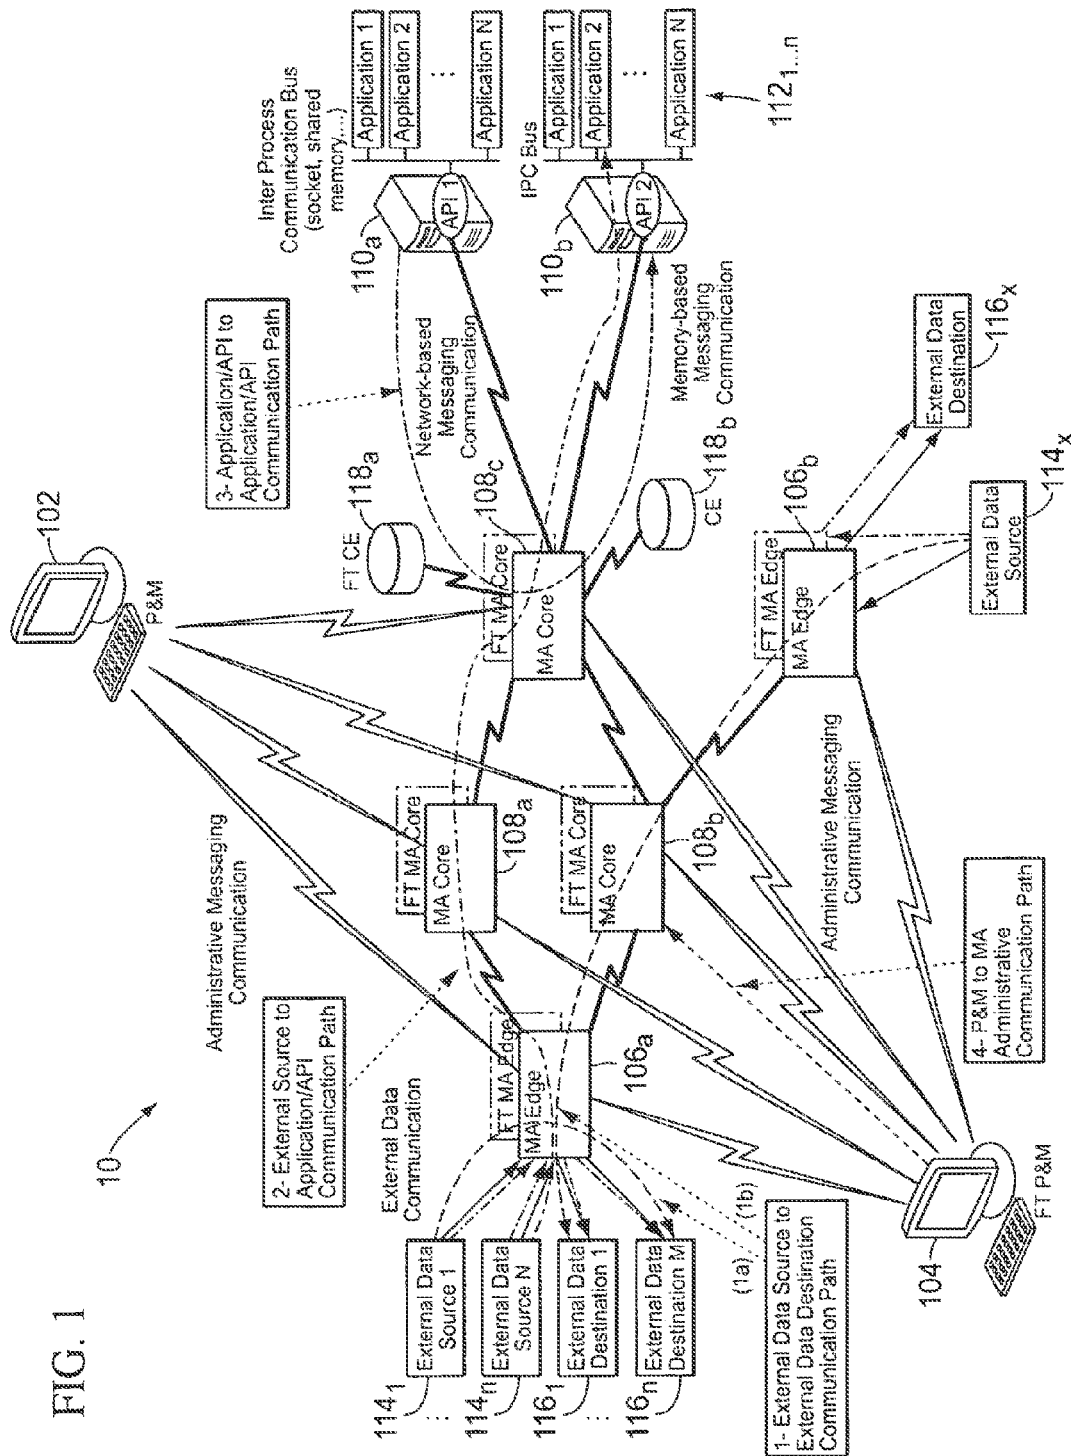 FIG. 1
10
102
P&M
Administrative Messaging
Communication
2- External Source to
Application/API
Communication Path
3- Application/API to
Application/API
Communication Path
Inter Process
Communication Bus
(socket, shared
memory....)
Application 1
Application 2
...
Application N
110a
API 1
IPC Bus
Application 1
Application 2
...
Application N
110b
API 2
1121...n
Network-based
Messaging
Communication
Memory-based
Messaging
Communication
FT CE
118a
108c
FT MA Core
MA Core
118b
CE
FT MA Core
MA Core
108a
FT MA Core
MA Core
108b
External Data
Communication
FT MA Edge
MA Edge
106a
External Data
Source 1
1141
...
External Data
Source N
114n
External Data
Destination 1
1161
...
External Data
Destination M
116n
(1a)
(1b)
1- External Data Source to
External Data Destination
Communication Path
104
FT P&M
4- P&M to MA
Administrative
Communication Path
Administrative Messaging
Communication
FT MA Edge
MA Edge
106b
External Data
Destination
116x
External Data
Source
114x